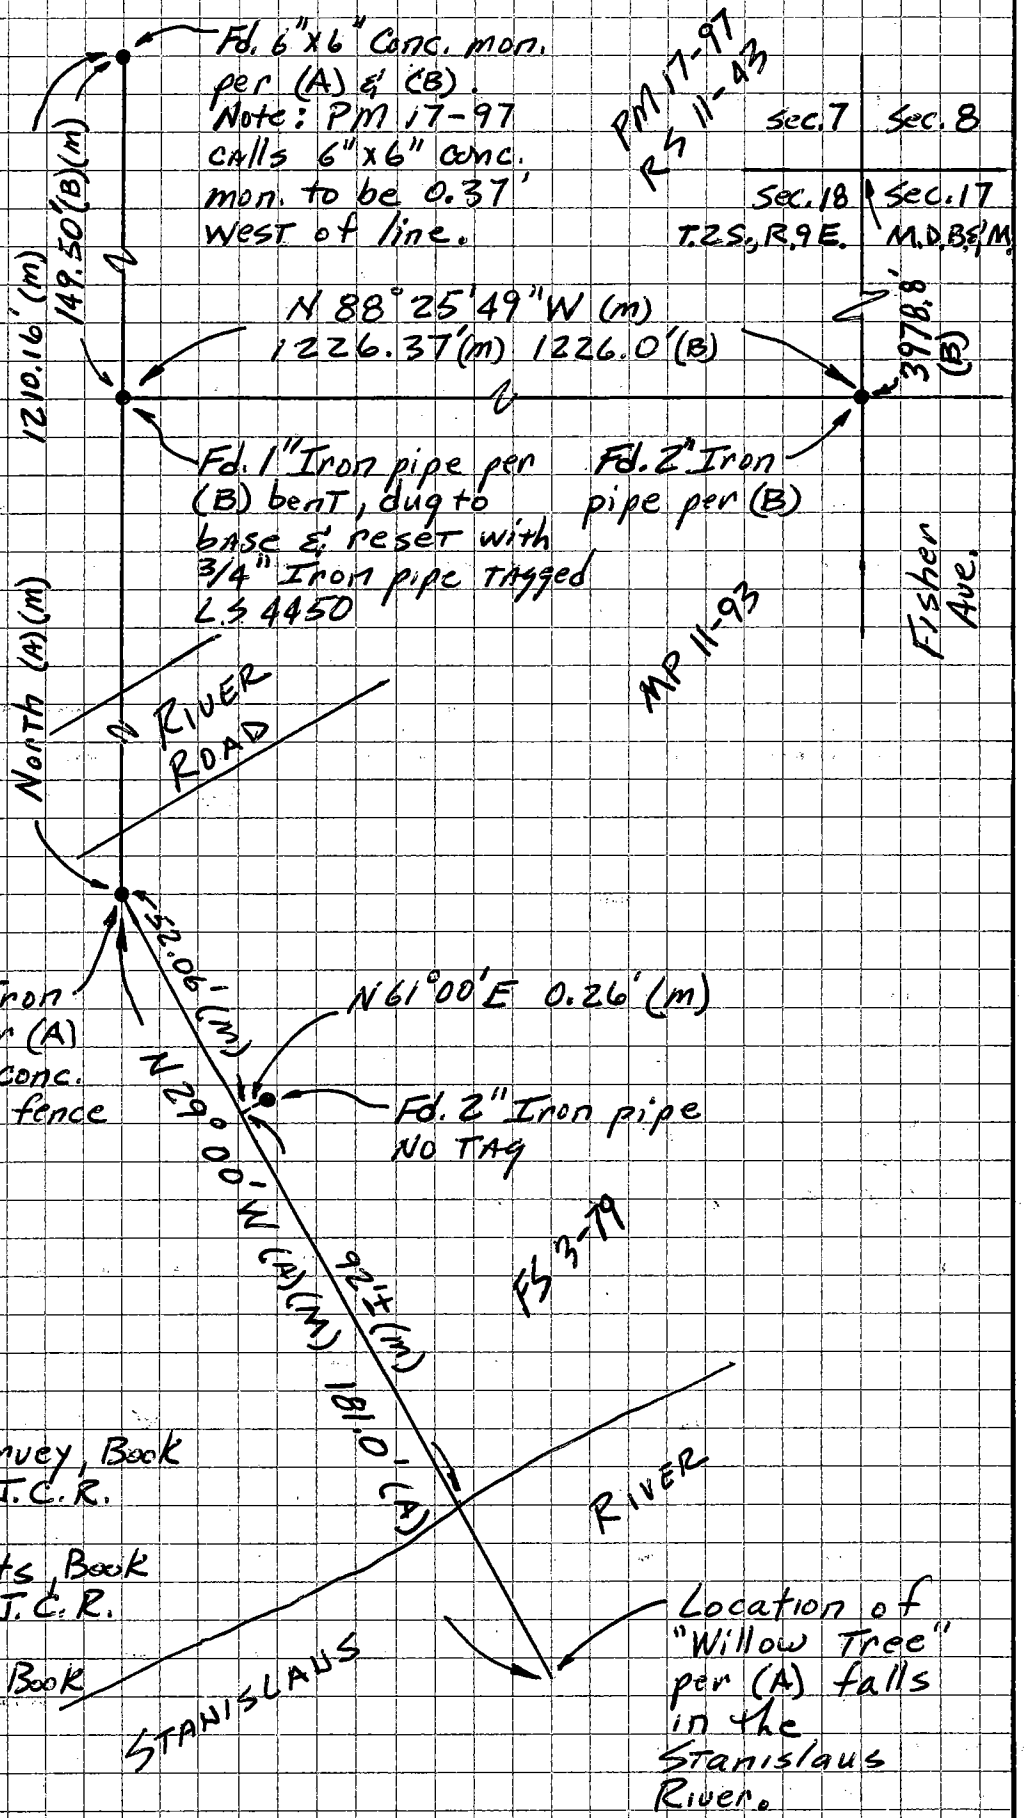 Fd. 6"x6" Conc. mon.
per (A) & (B).
Note: PM 17-97
calls 6"x6" conc.
mon. to be 0.37'
west of line.
PM 17-97
RS 11-43
Sec. 7
Sec. 8
Sec. 18
Sec. 17
T.2S., R.9E.
M.D.B.&M.
149.50'(B)(m)
1210.16' (m)
North (A)(m)
N 88°25'49"W (m)
1226.37'(m) 1226.0'(B)
3978.8'
(B)
Fd. 1" Iron pipe per
(B) bent, dug to
base & reset with
3/4" Iron pipe tagged
L.S 4450
Fd. 2" Iron
pipe per (B)
Fisher
Ave.
MP 11-93
RIVER
ROAD
52.06' (m)
Iron
(A)
conc.
fence
N 61°00'E 0.26' (m)
Fd. 2" Iron pipe
NO TAg
N 29°00' W (A)(M) 181.0' (A)
92'± (m)
FS 3-79
Book
J.C.R.
Book
J.C.R.
Book
STANISLAUS
RIVER
Location of
"Willow Tree"
per (A) falls
in the
Stanislaus
River.